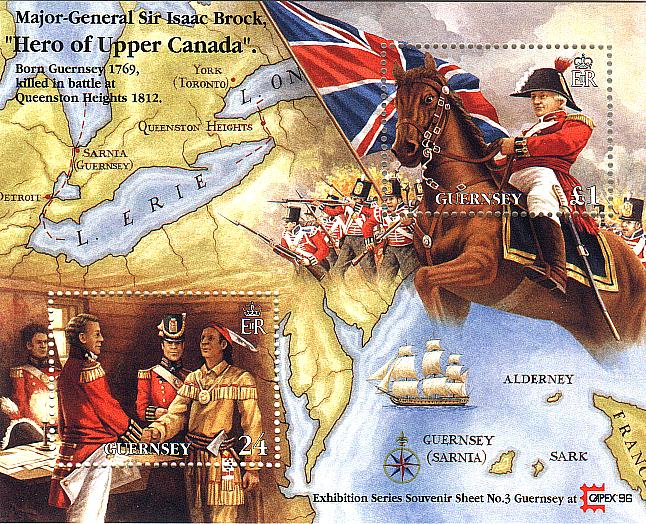 Major-General Sir Isaac Brock,
"Hero of Upper Canada".
Born Guernsey 1769,
killed in battle at
Queenston Heights 1812.
YORK
(TORONTO)
L. ON
QUEENSTON HEIGHTS
SARNIA
(GUERNSEY)
DETROIT
L. ERIE
E R
GUERNSEY £1
E R
GUERNSEY 24
ALDERNEY
GUERNSEY
(SARNIA)
SARK
FRANC
Exhibition Series Souvenir Sheet No.3 Guernsey at CAPEX '96